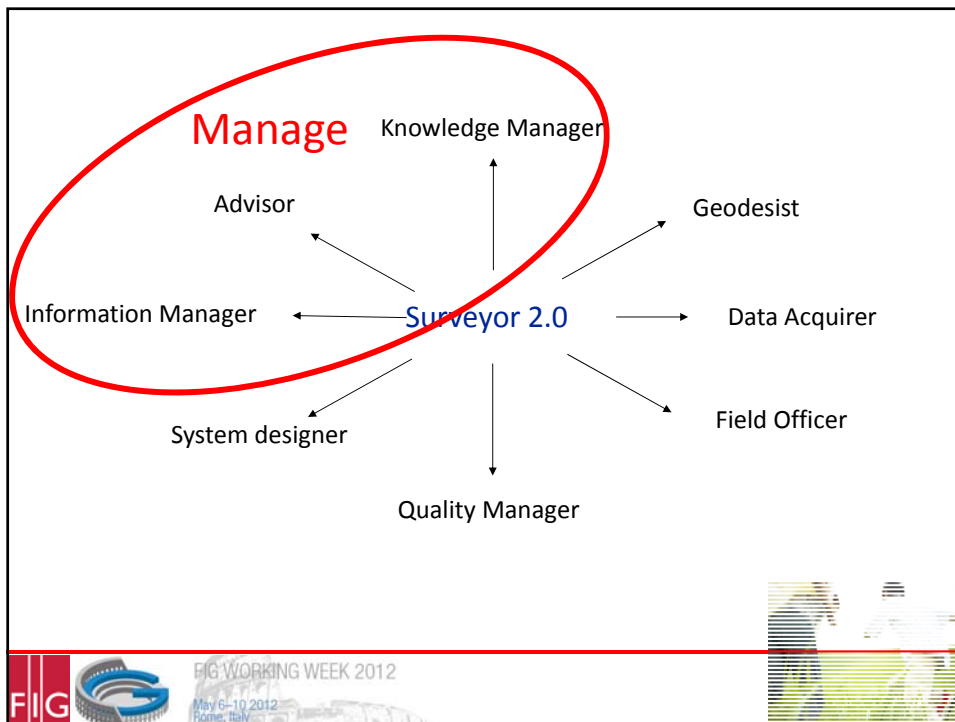 Manage
Knowledge Manager
Advisor
Geodesist
Information Manager
Surveyor 2.0
Data Acquirer
System designer
Field Officer
Quality Manager
FIG
FIG WORKING WEEK 2012
May 6–10 2012
Rome, Italy